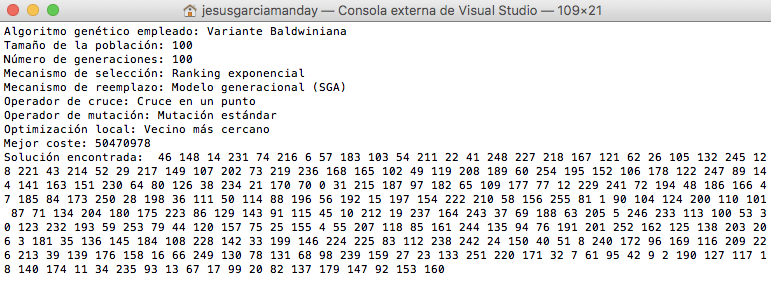 jesusgarciamanday — Consola externa de Visual Studio — 109×21
Algoritmo genético empleado: Variante Baldwiniana
Tamaño de la población: 100
Número de generaciones: 100
Mecanismo de selección: Ranking exponencial
Mecanismo de reemplazo: Modelo generacional (SGA)
Operador de cruce: Cruce en un punto
Operador de mutación: Mutación estándar
Optimización local: Vecino más cercano
Mejor coste: 50470978
Solución encontrada:  46 148 14 231 74 216 6 57 183 103 54 211 22 41 248 227 218 167 121 62 26 105 132 245 12
8 221 43 214 52 29 217 149 107 202 73 219 236 168 165 102 49 119 208 189 60 254 195 152 106 178 122 247 89 14
4 141 163 151 230 64 80 126 38 234 21 170 70 0 31 215 187 97 182 65 109 177 77 12 229 241 72 194 48 186 166 4
7 185 84 173 250 28 198 36 111 50 114 88 196 56 192 15 197 154 222 210 58 156 255 81 1 90 104 124 200 110 101
 87 71 134 204 180 175 223 86 129 143 91 115 45 10 212 19 237 164 243 37 69 188 63 205 5 246 233 113 100 53 3
0 123 232 193 59 253 79 44 120 157 75 25 155 4 55 207 118 85 161 244 135 94 76 191 201 252 162 125 138 203 20
6 3 181 35 136 145 184 108 228 142 33 199 146 224 225 83 112 238 242 24 150 40 51 8 240 172 96 169 116 209 22
6 213 39 139 176 158 16 66 249 130 78 131 68 98 239 159 27 23 133 251 220 171 32 7 61 95 42 9 2 190 127 117 1
8 140 174 11 34 235 93 13 67 17 99 20 82 137 179 147 92 153 160